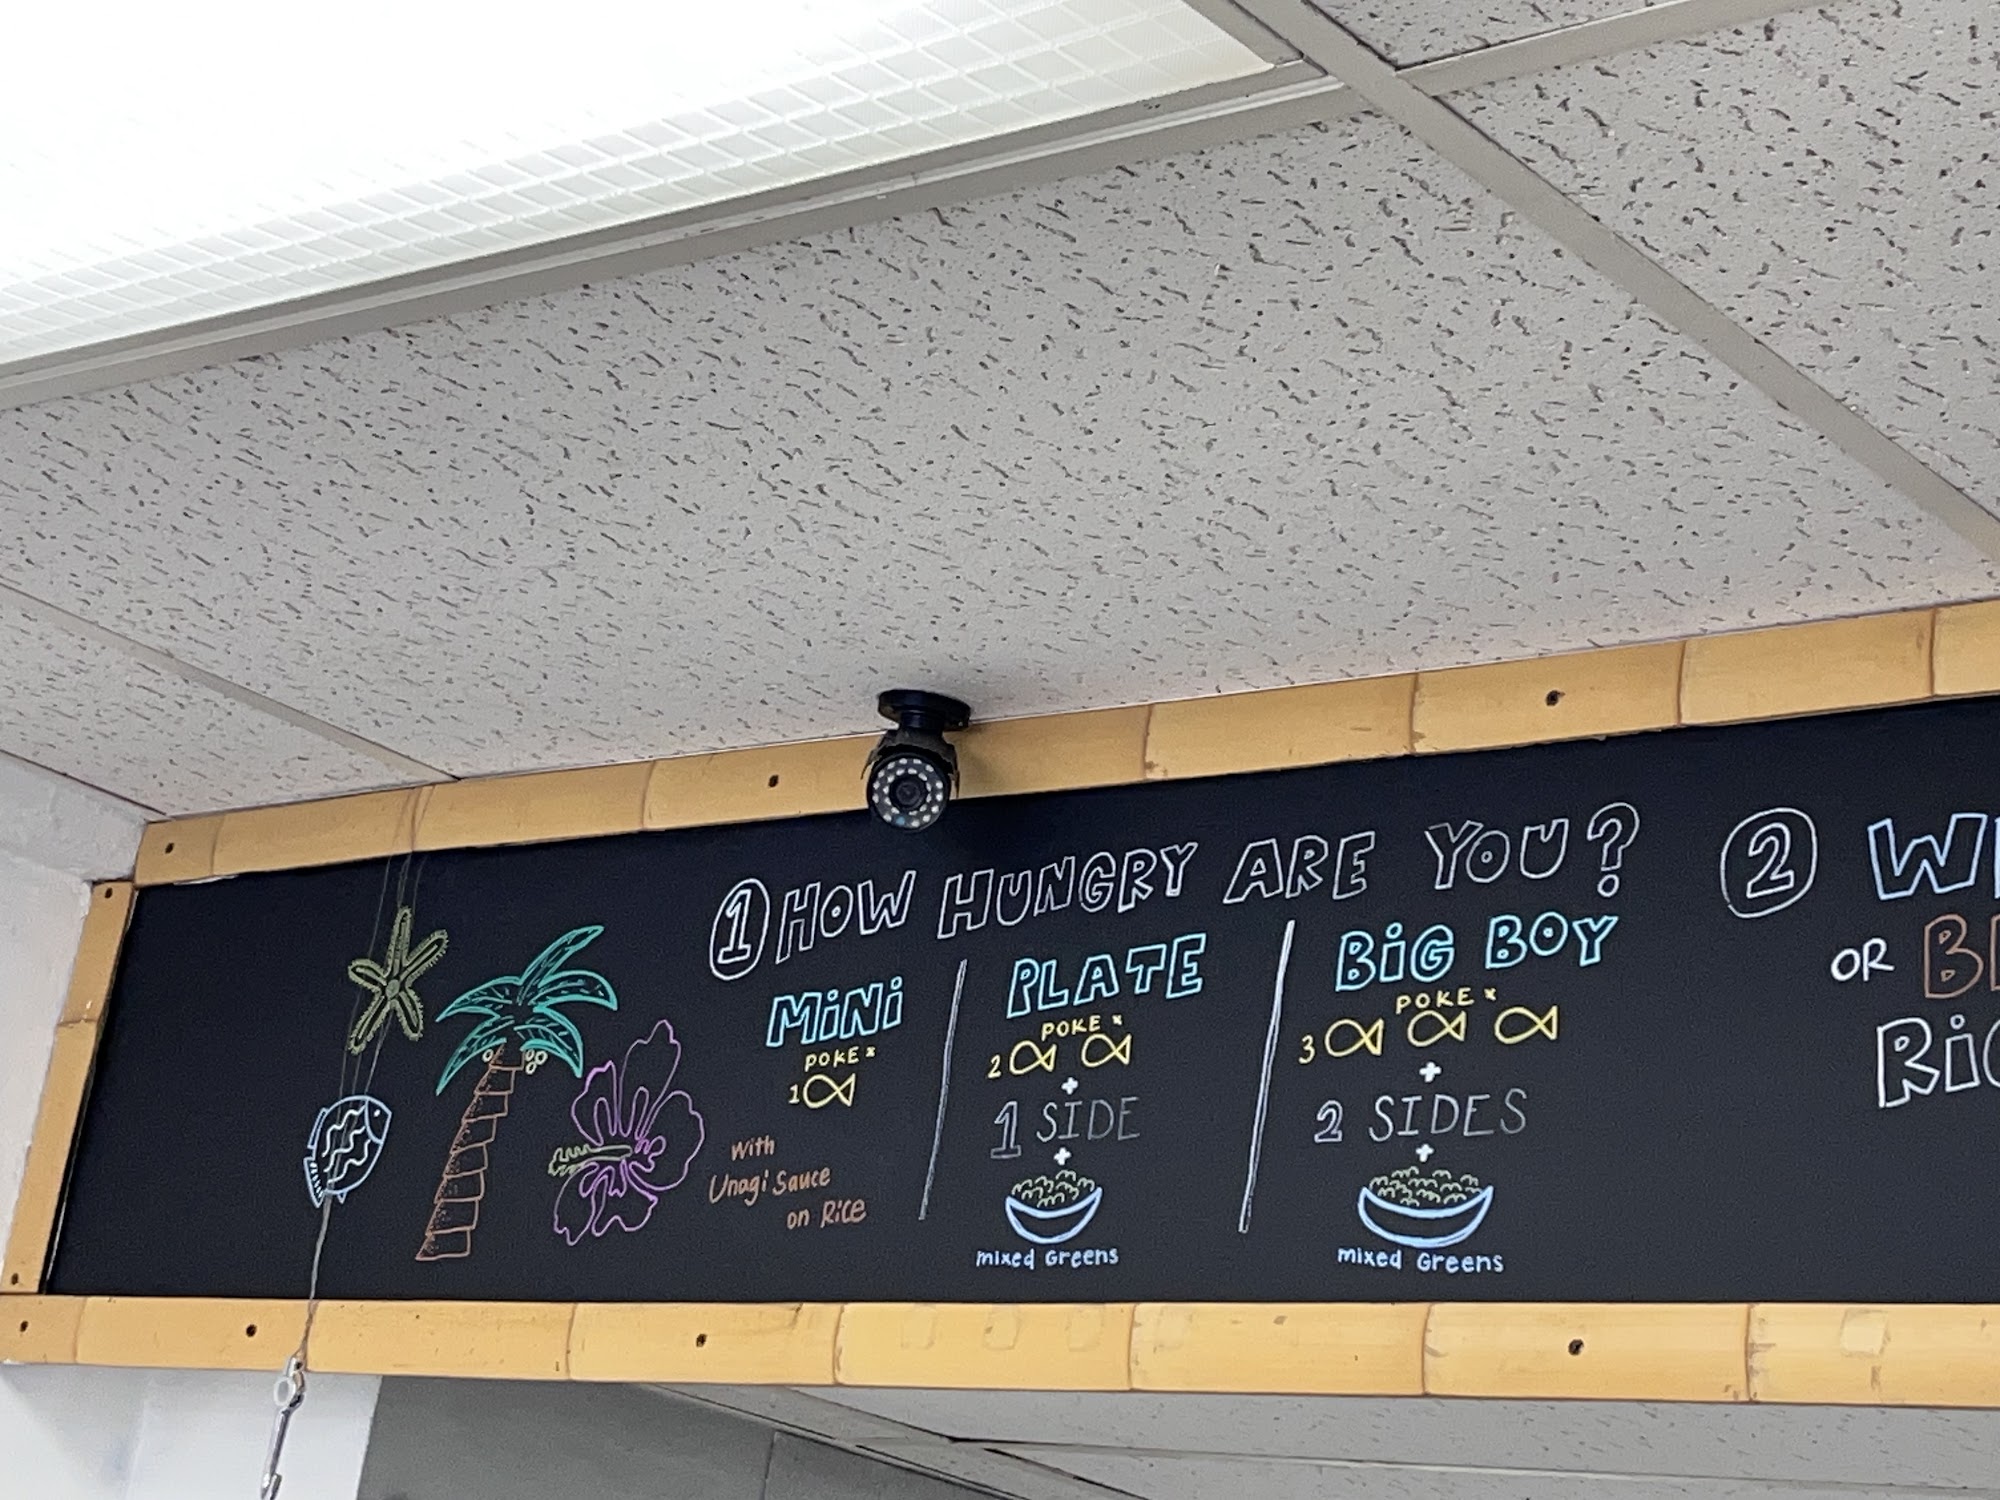 1 HOW HUNGRY ARE YOU?
MiNi
POKE x
1
with
Unagi Sauce
on Rice
PLATE
POKE x
2
+
1 SIDE
+
mixed Greens
BiG BOY
POKE x
3
+
2 SIDES
+
mixed Greens
2
OR